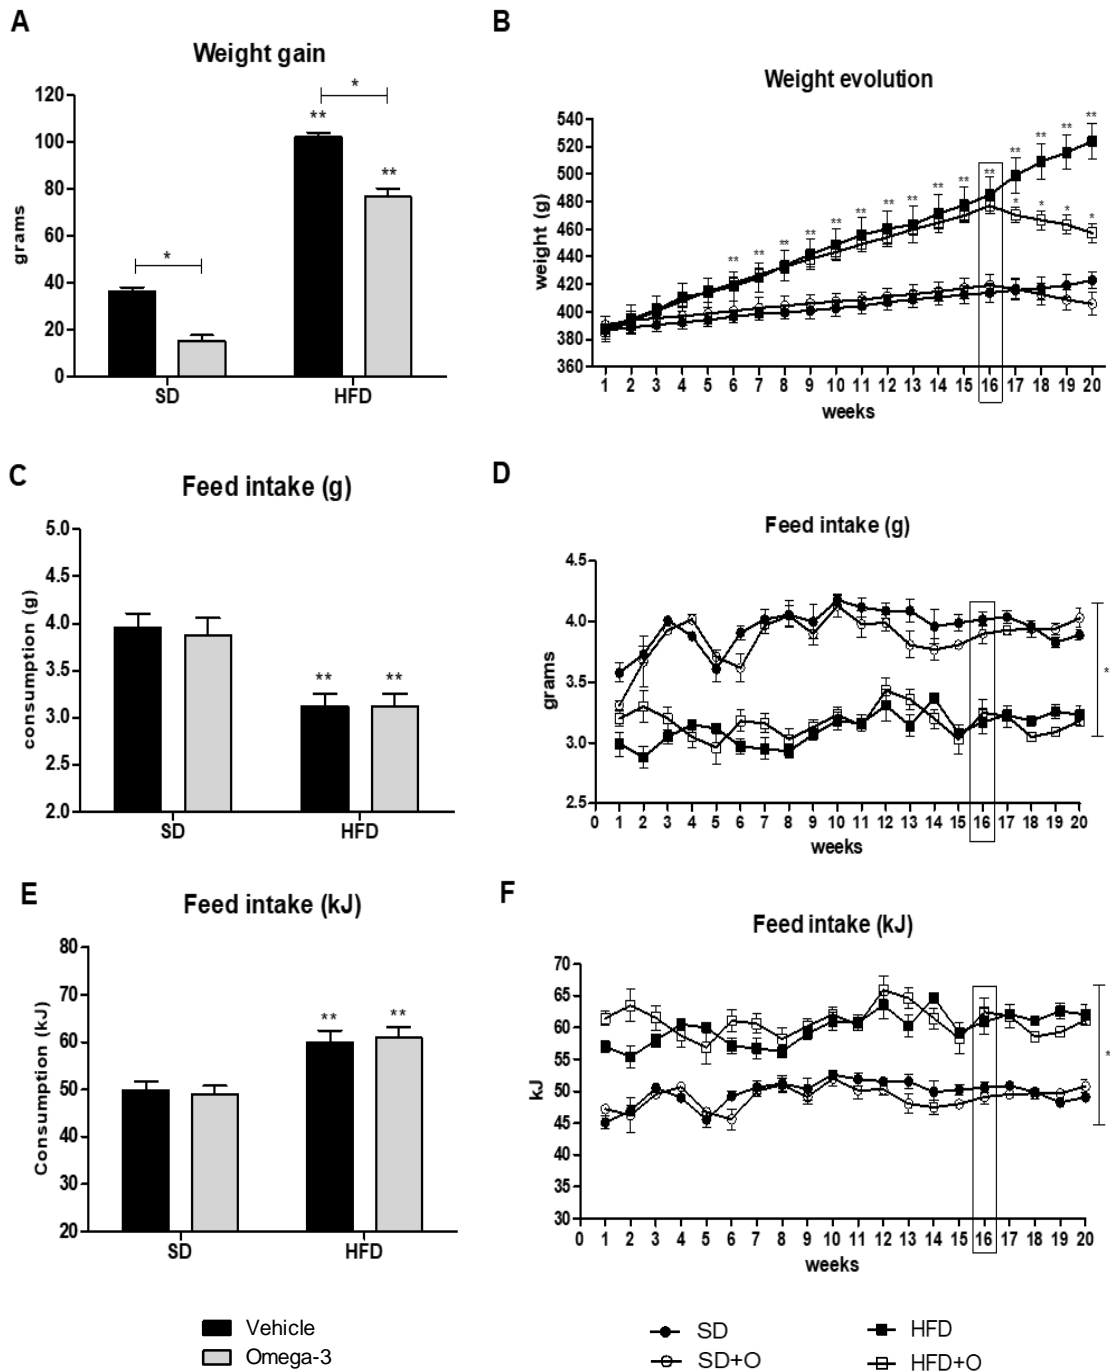 A
Weight gain
grams
120
100
80
60
40
20
0
*
**
*
**
SD
HFD
B
Weight evolution
weight (g)
540
520
500
480
460
440
420
400
380
360
** ** ** ** ** ** ** ** ** ** ** ** ** ** **
* * * *
1 2 3 4 5 6 7 8 9 10 11 12 13 14 15 16 17 18 19 20
weeks
C
Feed intake (g)
consumption (g)
5.0
4.5
4.0
3.5
3.0
2.5
2.0
** **
SD
HFD
D
Feed intake (g)
grams
4.5
4.0
3.5
3.0
2.5
*
0 1 2 3 4 5 6 7 8 9 10 11 12 13 14 15 16 17 18 19 20
weeks
E
Feed intake (kJ)
Consumption (kJ)
80
70
60
50
40
30
20
** **
SD
HFD
F
Feed intake (kJ)
kJ
70
65
60
55
50
45
40
35
30
*
0 1 2 3 4 5 6 7 8 9 10 11 12 13 14 15 16 17 18 19 20
weeks
Vehicle
Omega-3
SD
HFD
SD+O
HFD+O